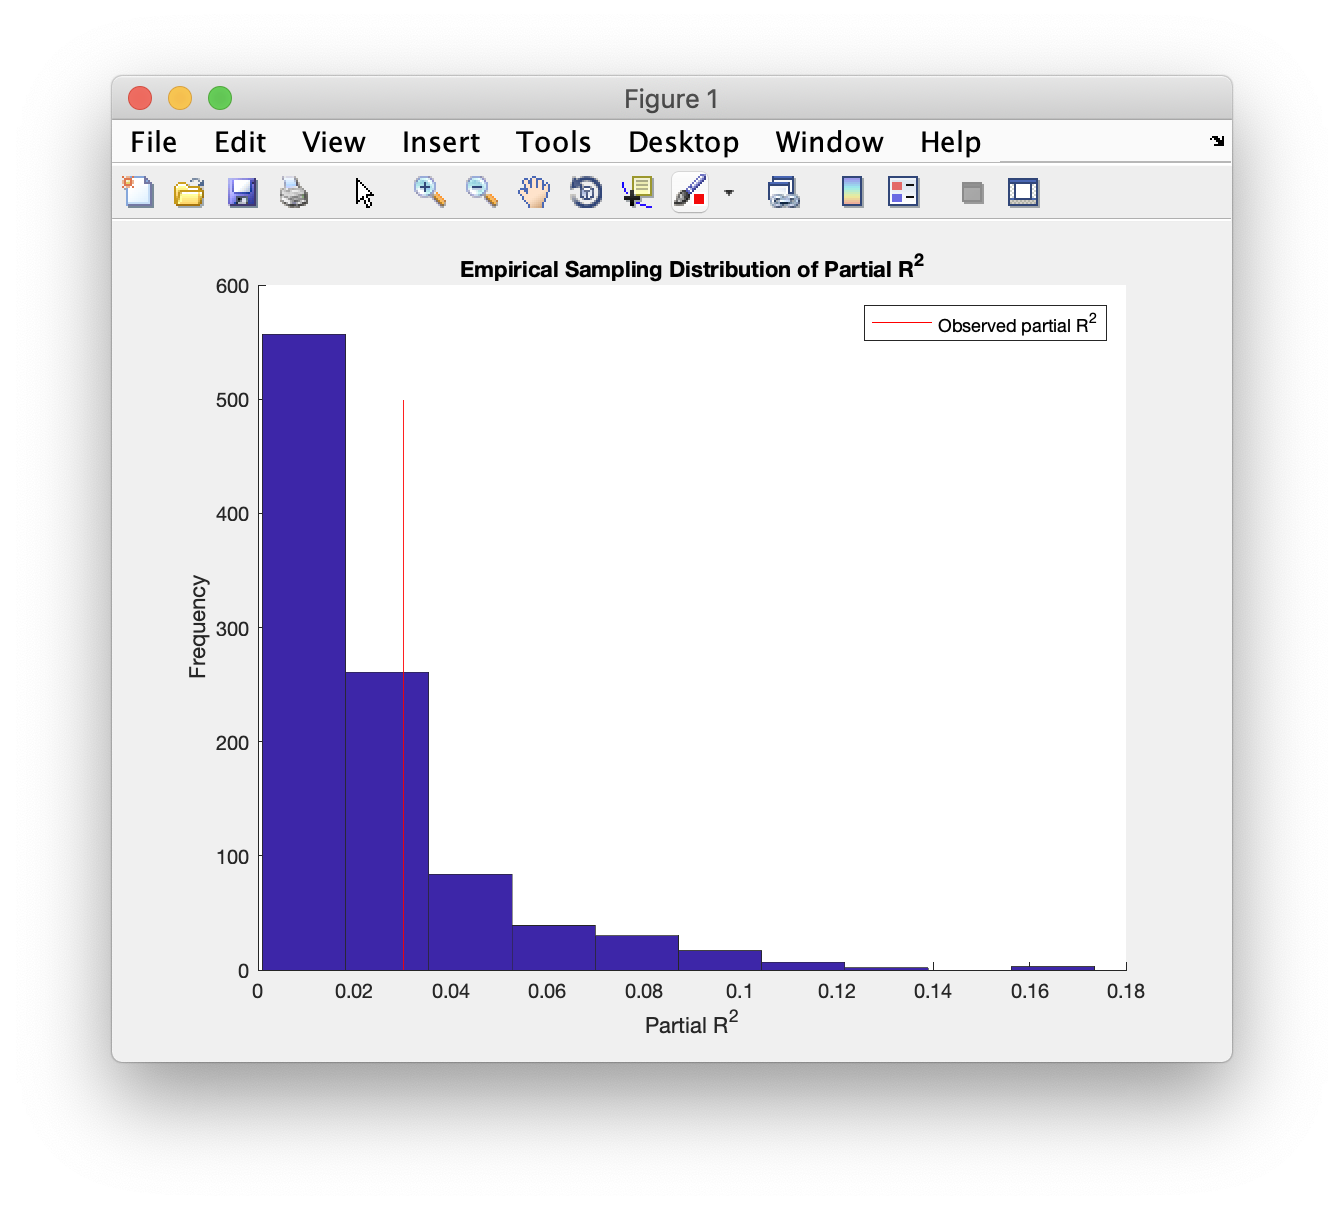 Figure 1
File Edit View Insert Tools Desktop Window Help
Empirical Sampling Distribution of Partial R²
Observed partial R²
600
500
400
300
200
100
0
Frequency
0 0.02 0.04 0.06 0.08 0.1 0.12 0.14 0.16 0.18
Partial R²